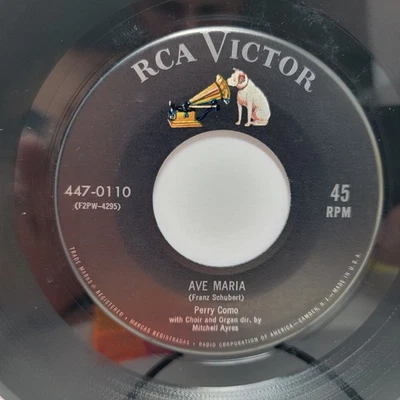 RCA VICTOR
447-0110
(F2PW-4295)
45
RPM
AVE MARIA
(Franz Schubert)
Perry Como
with Choir and Organ dir. by
Mitchell Ayres
TRADE MARKS ® REGISTERED • MARCAS REGISTRADAS • RADIO CORPORATION OF AMERICA—CAMDEN, N.J.—MADE IN U.S.A.